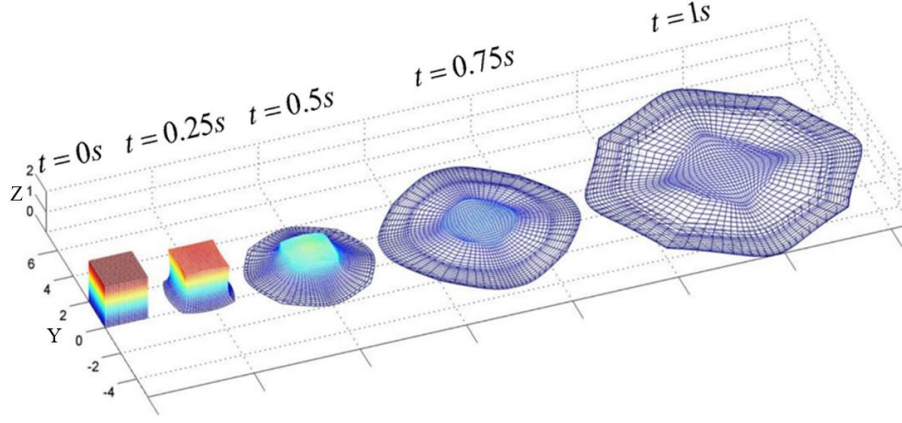 t = 1s
t = 0.75s
t = 0.5s
t = 0.25s
t = 0s
2
Z 1
0
6
4
2
Y 0
-2
-4